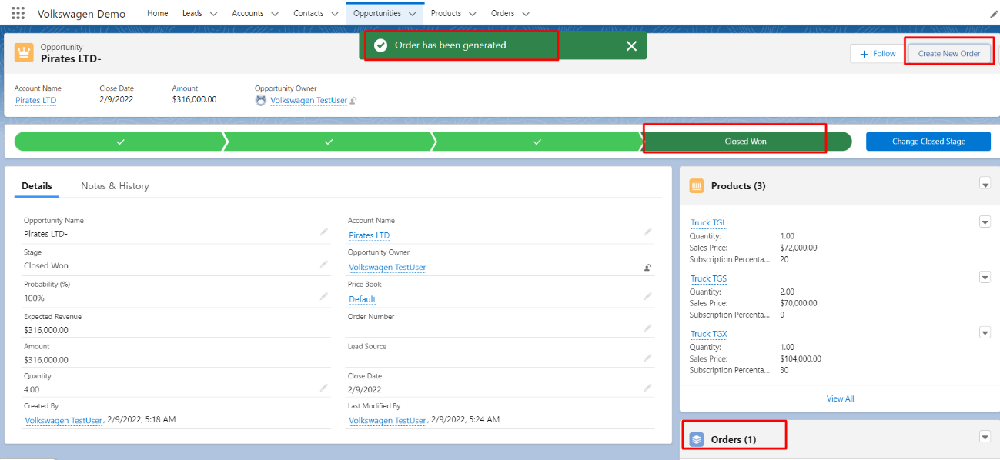 Volkswagen Demo
Home
Leads
Accounts
Contacts
Opportunities
Products
Orders
Order has been generated
Opportunity
Pirates LTD-
Follow
Create New Order
Account Name
Close Date
Amount
Opportunity Owner
Pirates LTD
2/9/2022
$316,000.00
Volkswagen TestUser
Closed Won
Change Closed Stage
Details
Notes & History
Opportunity Name
Pirates LTD-
Account Name
Pirates LTD
Stage
Closed Won
Opportunity Owner
Volkswagen TestUser
Probability (%)
100%
Price Book
Default
Expected Revenue
$316,000.00
Order Number
Amount
$316,000.00
Lead Source
Quantity
4.00
Close Date
2/9/2022
Created By
Volkswagen TestUser, 2/9/2022, 5:18 AM
Last Modified By
Volkswagen TestUser, 2/9/2022, 5:24 AM
Products (3)
Truck TGL
Quantity: 1.00
Sales Price: $72,000.00
Subscription Percenta... 20
Truck TGS
Quantity: 2.00
Sales Price: $70,000.00
Subscription Percenta... 0
Truck TGX
Quantity: 1.00
Sales Price: $104,000.00
Subscription Percenta... 30
View All
Orders (1)